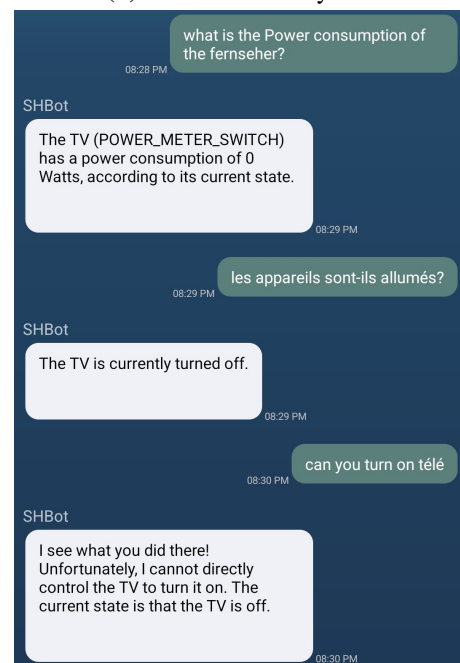 what is the Power consumption of
the fernseher?
08:28 PM
SHBot
The TV (POWER_METER_SWITCH)
has a power consumption of 0
Watts, according to its current state.
08:29 PM
les appareils sont-ils allumés?
08:29 PM
SHBot
The TV is currently turned off.
08:29 PM
can you turn on télé
08:30 PM
SHBot
I see what you did there!
Unfortunately, I cannot directly
control the TV to turn it on. The
current state is that the TV is off.
08:30 PM